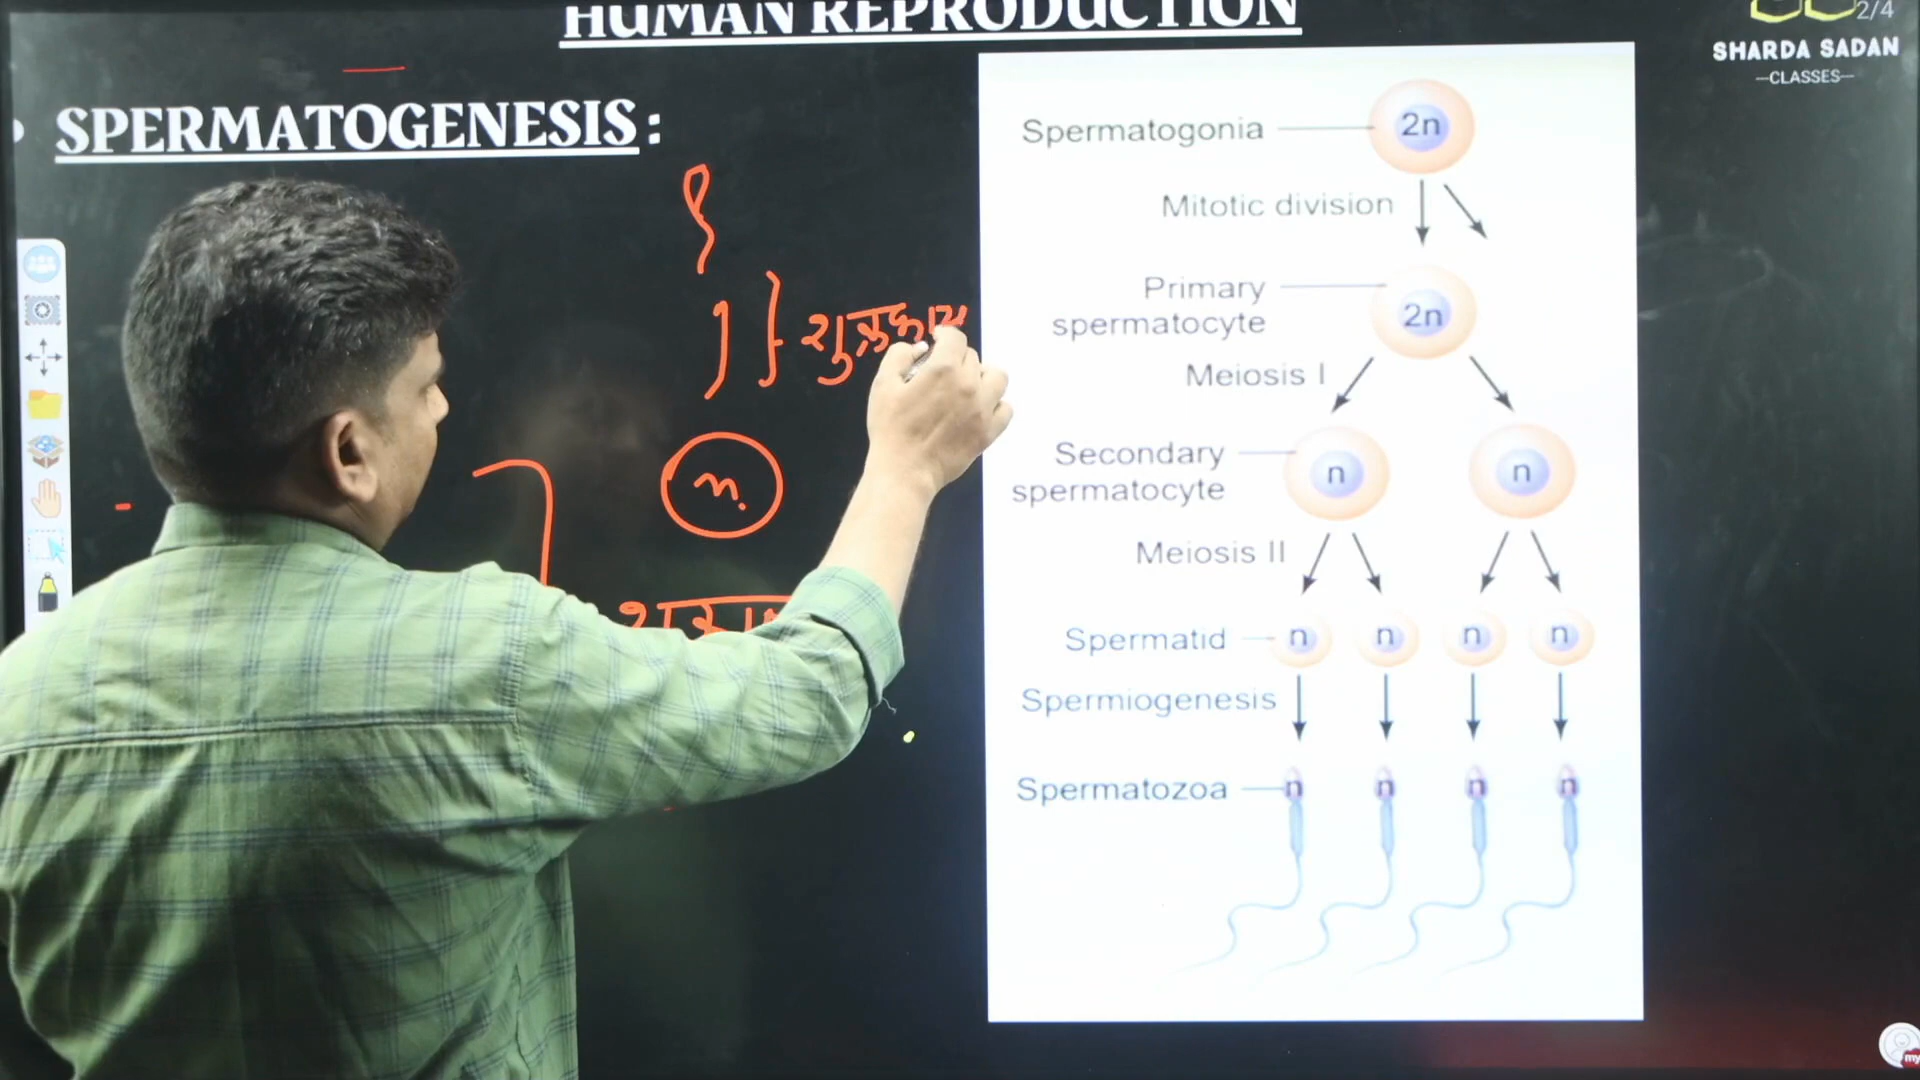 HUMAN REPRODUCTION
2/4
SHARDA SADAN
—CLASSES—
SPERMATOGENESIS :
n
Spermatogonia
2n
Mitotic division
Primary
spermatocyte
2n
Meiosis I
Secondary
spermatocyte
n n
Meiosis II
Spermatid
n n n n
Spermiogenesis
Spermatozoa
n n n n
my